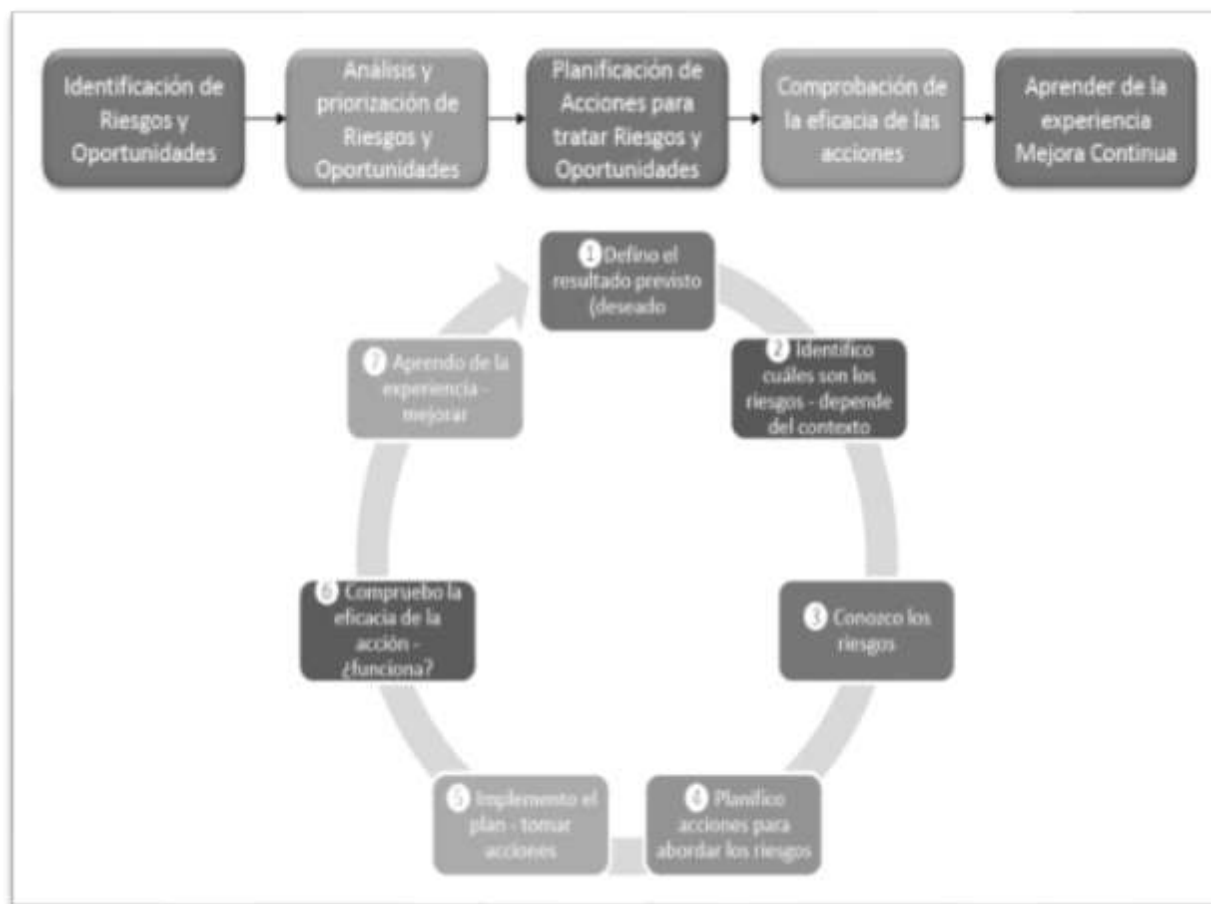 Identificación de
Riesgos y
Oportunidades
Análisis y
priorización de
Riesgos y
Oportunidades
Planificación de
Acciones para
tratar Riesgos y
Oportunidades
Comprobación de
la eficacia de las
acciones
Aprender de la
experiencia
Mejora Continua
1 Defino el
resultado previsto
(deseado
2 Identifico
cuáles son los
riesgos - depende
del contexto
3 Conozco los
riesgos
4 Planifico
acciones para
abordar los riesgos
5 Implemento el
plan - tomar
acciones
6 Compruebo la
eficacia de la
acción -
¿funciona?
7 Aprendo de la
experiencia -
mejorar